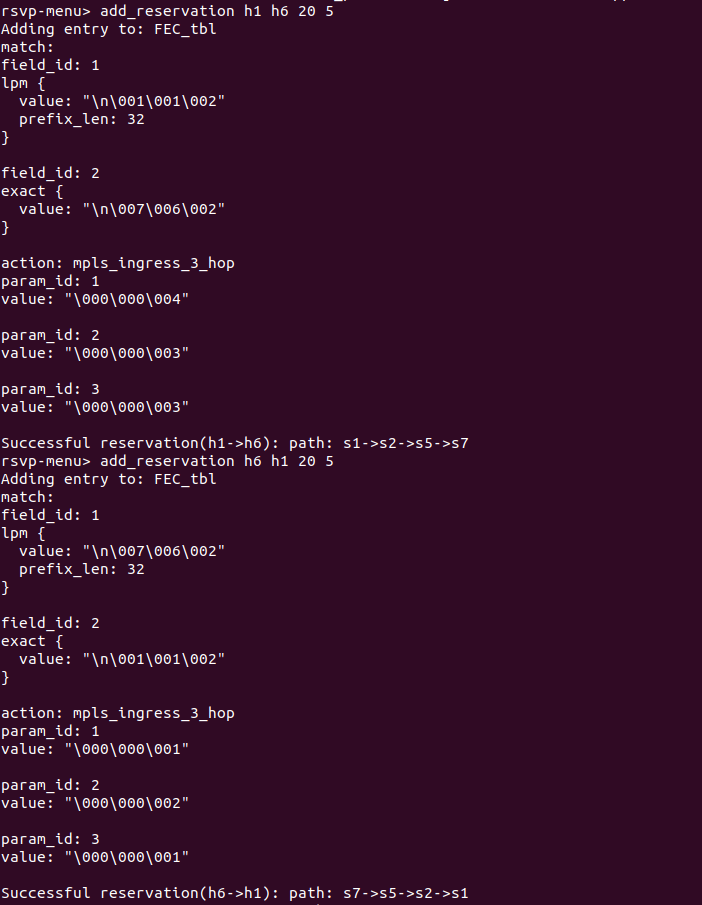 rsvp-menu> add_reservation h1 h6 20 5
Adding entry to: FEC_tbl
match:
field_id: 1
lpm {
  value: "\n\001\001\002"
  prefix_len: 32
}

field_id: 2
exact {
  value: "\n\007\006\002"
}

action: mpls_ingress_3_hop
param_id: 1
value: "\000\000\004"

param_id: 2
value: "\000\000\003"

param_id: 3
value: "\000\000\003"

Successful reservation(h1->h6): path: s1->s2->s5->s7
rsvp-menu> add_reservation h6 h1 20 5
Adding entry to: FEC_tbl
match:
field_id: 1
lpm {
  value: "\n\007\006\002"
  prefix_len: 32
}

field_id: 2
exact {
  value: "\n\001\001\002"
}

action: mpls_ingress_3_hop
param_id: 1
value: "\000\000\001"

param_id: 2
value: "\000\000\002"

param_id: 3
value: "\000\000\001"

Successful reservation(h6->h1): path: s7->s5->s2->s1